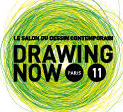 LE SALON DU DESSIN CONTEMPORAIN
DRAWING
NOW PARIS 11